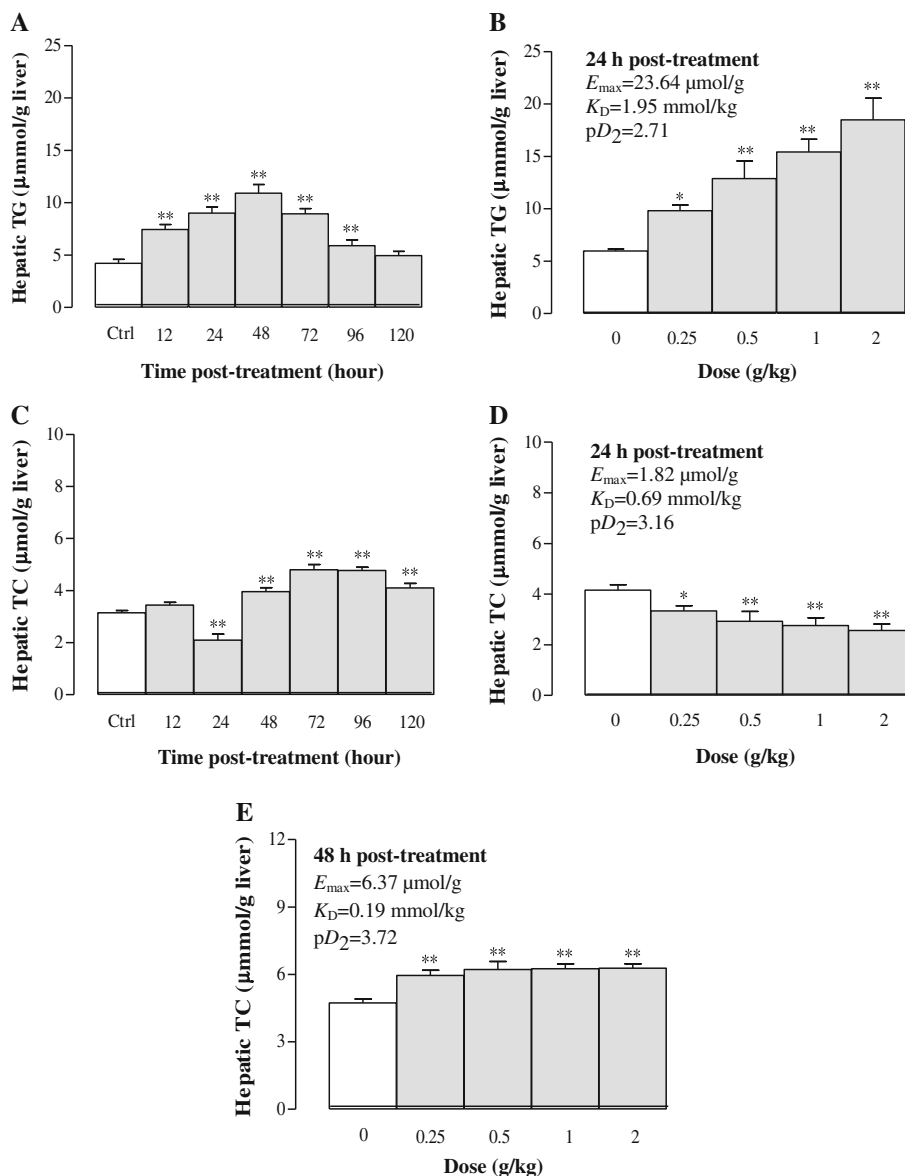 A
Hepatic TG (μmmol/g liver)
25
20
15
10
5
0
** ** ** ** **
Ctrl 12 24 48 72 96 120
Time post-treatment (hour)
B
Hepatic TG (μmmol/g liver)
25
20
15
10
5
0
24 h post-treatment
Emax=23.64 μmol/g
KD=1.95 mmol/kg
pD2=2.71
* ** ** **
0 0.25 0.5 1 2
Dose (g/kg)
C
Hepatic TC (μmol/g liver)
10
8
6
4
2
0
** ** ** ** **
Ctrl 12 24 48 72 96 120
Time post-treatment (hour)
D
Hepatic TC (μmmol/g liver)
10
8
6
4
2
0
24 h post-treatment
Emax=1.82 μmol/g
KD=0.69 mmol/kg
pD2=3.16
* ** ** **
0 0.25 0.5 1 2
Dose (g/kg)
E
Hepatic TC (μmmol/g liver)
12
9
6
3
0
48 h post-treatment
Emax=6.37 μmol/g
KD=0.19 mmol/kg
pD2=3.72
** ** ** **
0 0.25 0.5 1 2
Dose (g/kg)